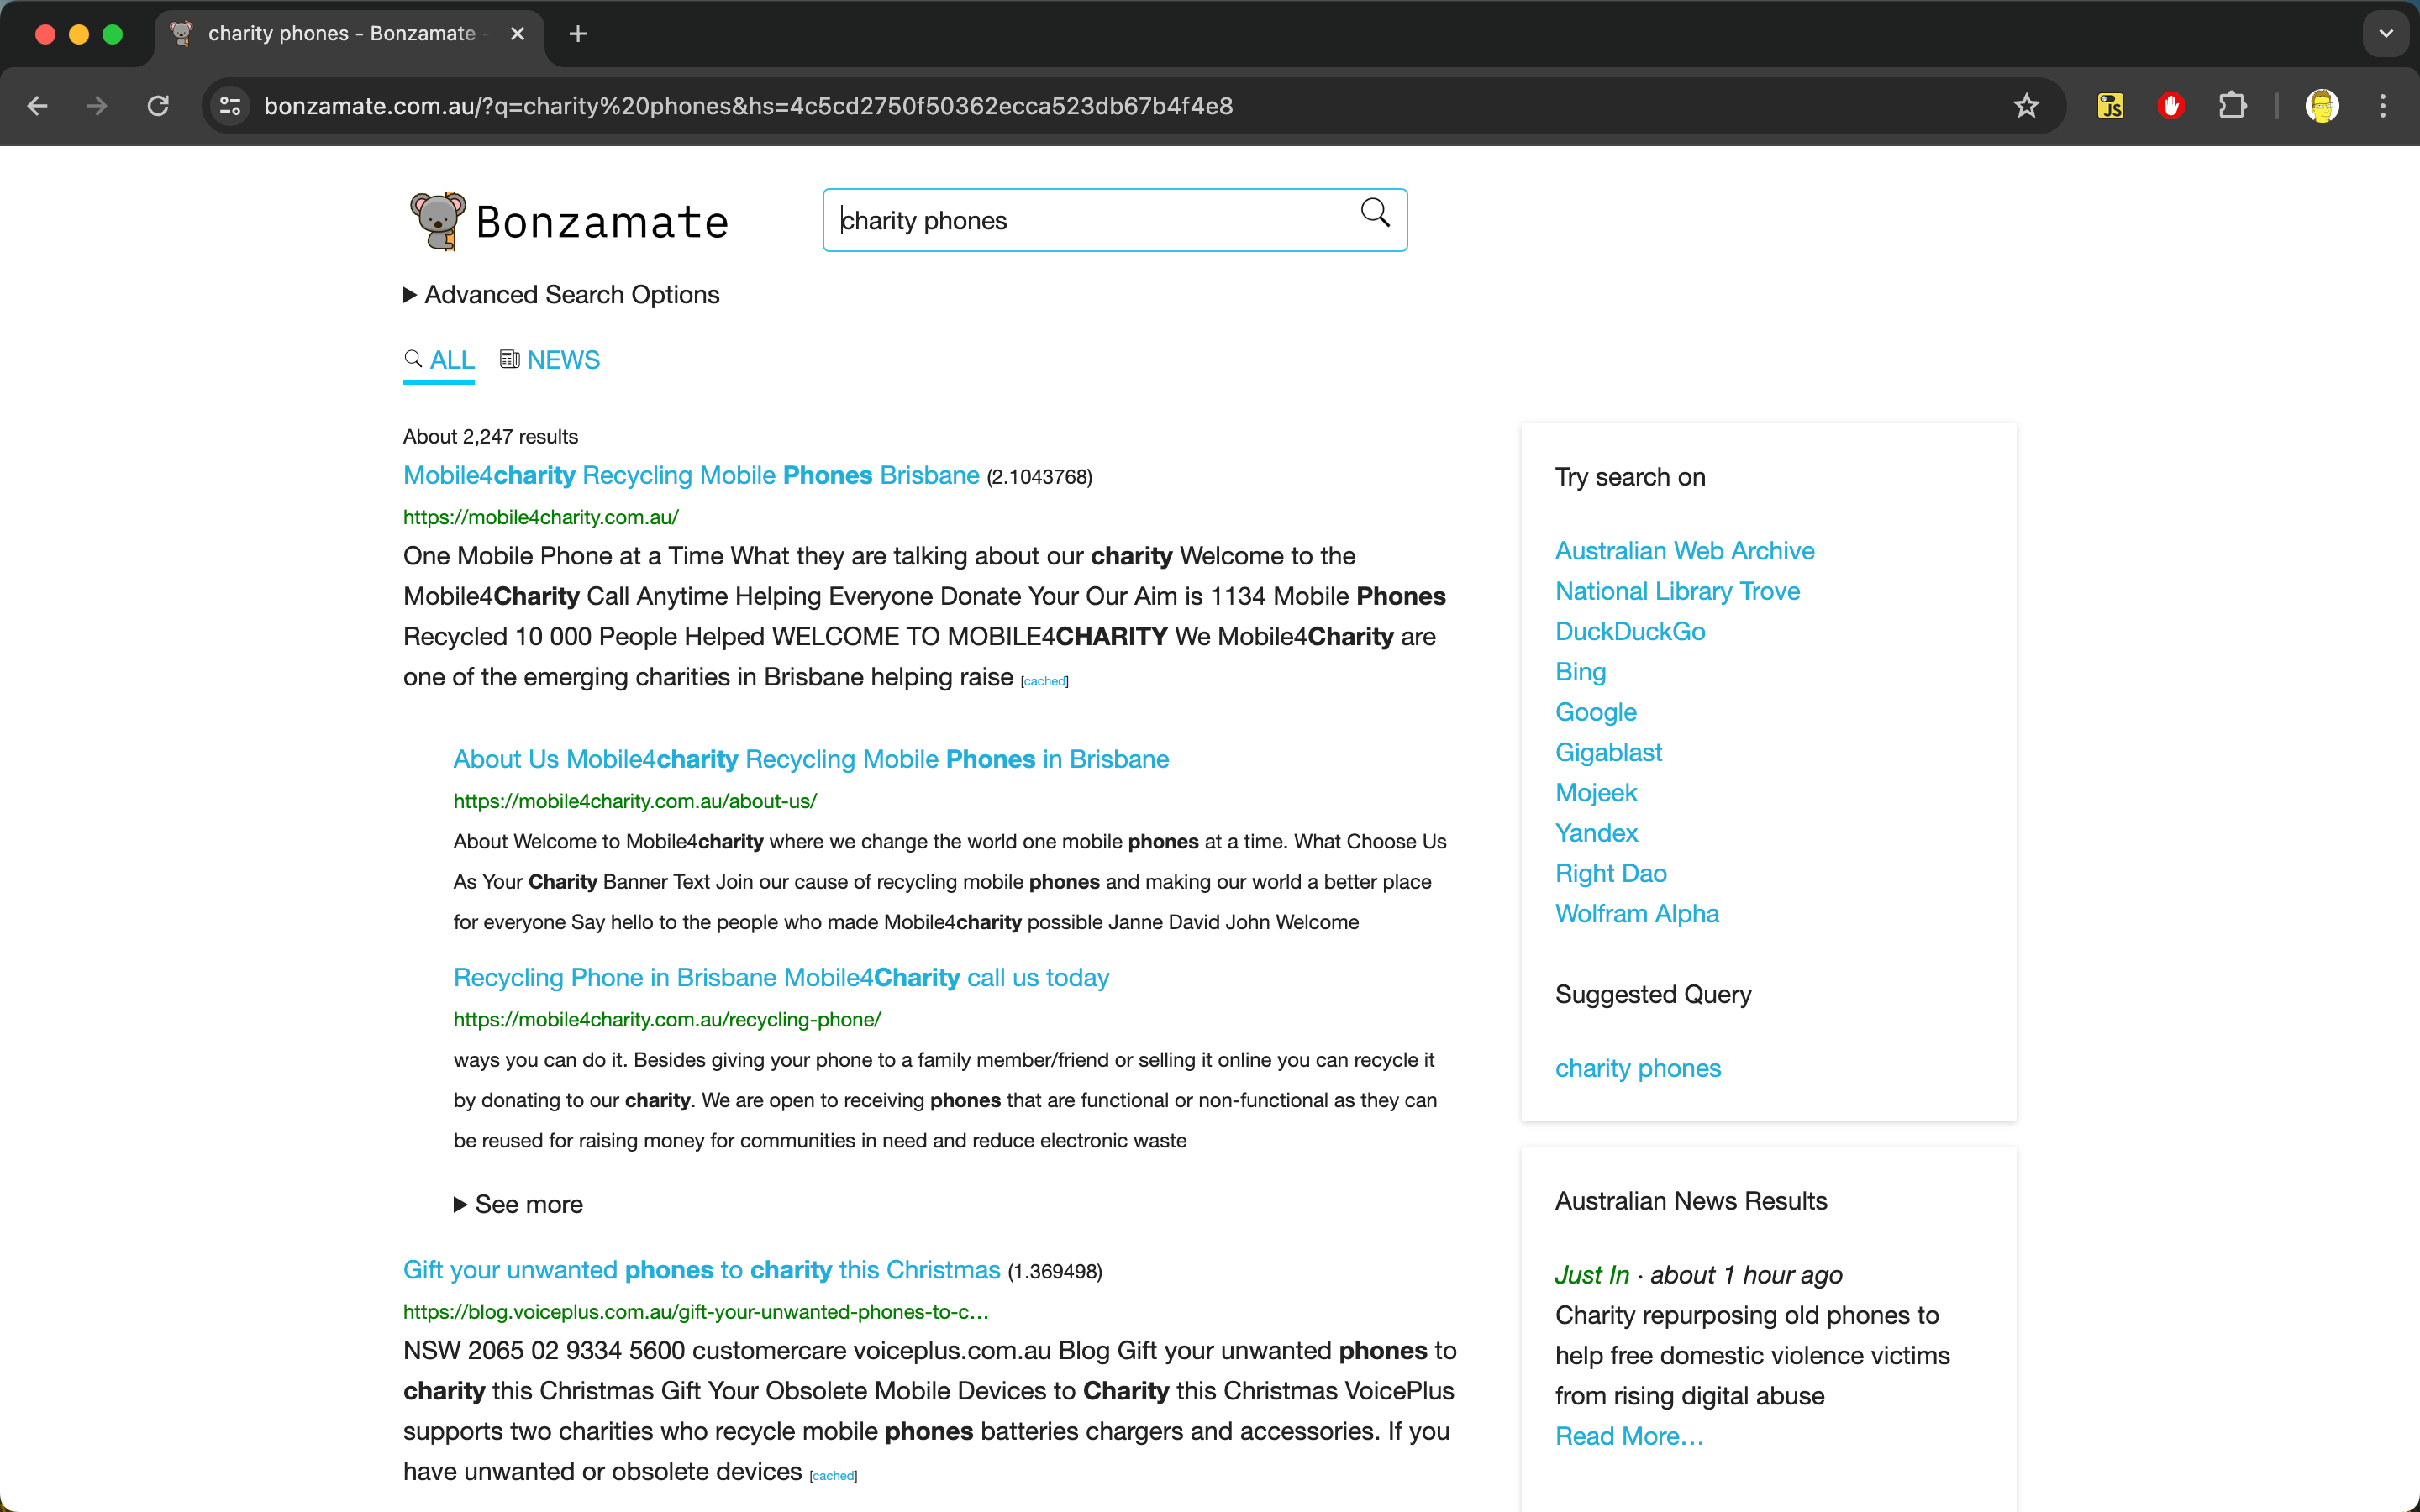 charity phones - Bonzamate -
bonzamate.com.au/?q=charity%20phones&hs=4c5cd2750f50362ecca523db67b4f4e8
JS
Bonzamate
charity phones
Advanced Search Options
ALL NEWS
About 2,247 results
Mobile4charity Recycling Mobile Phones Brisbane (2.1043768)
https://mobile4charity.com.au/
One Mobile Phone at a Time What they are talking about our charity Welcome to the
Mobile4Charity Call Anytime Helping Everyone Donate Your Our Aim is 1134 Mobile Phones
Recycled 10 000 People Helped WELCOME TO MOBILE4CHARITY We Mobile4Charity are
one of the emerging charities in Brisbane helping raise [cached]
About Us Mobile4charity Recycling Mobile Phones in Brisbane
https://mobile4charity.com.au/about-us/
About Welcome to Mobile4charity where we change the world one mobile phones at a time. What Choose Us
As Your Charity Banner Text Join our cause of recycling mobile phones and making our world a better place
for everyone Say hello to the people who made Mobile4charity possible Janne David John Welcome
Recycling Phone in Brisbane Mobile4Charity call us today
https://mobile4charity.com.au/recycling-phone/
ways you can do it. Besides giving your phone to a family member/friend or selling it online you can recycle it
by donating to our charity. We are open to receiving phones that are functional or non-functional as they can
be reused for raising money for communities in need and reduce electronic waste
See more
Gift your unwanted phones to charity this Christmas (1.369498)
https://blog.voiceplus.com.au/gift-your-unwanted-phones-to-c…
NSW 2065 02 9334 5600 customercare voiceplus.com.au Blog Gift your unwanted phones to
charity this Christmas Gift Your Obsolete Mobile Devices to Charity this Christmas VoicePlus
supports two charities who recycle mobile phones batteries chargers and accessories. If you
have unwanted or obsolete devices [cached]
Try search on
Australian Web Archive
National Library Trove
DuckDuckGo
Bing
Google
Gigablast
Mojeek
Yandex
Right Dao
Wolfram Alpha
Suggested Query
charity phones
Australian News Results
Just In · about 1 hour ago
Charity repurposing old phones to
help free domestic violence victims
from rising digital abuse
Read More…